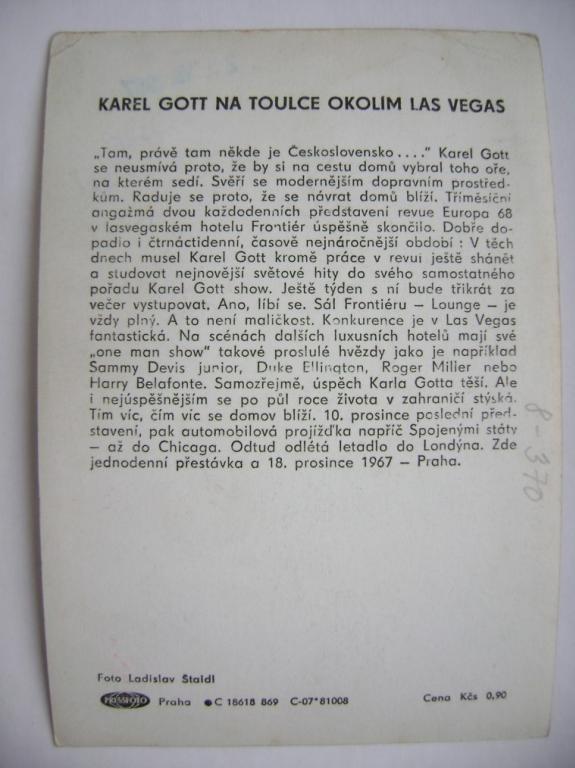 KAREL GOTT NA TOULCE OKOLÍM LAS VEGAS
„Tam, právě tam někde je Československo ....“ Karel Gott
se neusmívá proto, že by si na cestu domů vybral toho oře,
na kterém sedí. Svěří se modernějším dopravním prostřed-
kům. Raduje se proto, že se návrat domů blíží. Tříměsíční
angažmá dvou každodenních představení revue Europa 68
v lasvegaském hotelu Frontiér úspěšně skončilo. Dobře do-
padlo i čtrnáctidenní, časově nejnáročnější období : V těch
dnech musel Karel Gott kromě práce v revui ještě shánět
a studovat nejnovější světové hity do svého samostatného
pořadu Karel Gott show. Ještě týden s ní bude třikrát za
večer vystupovat. Ano, líbí se. Sál Frontiéru – Lounge – je
vždy plný. A to není maličkost. Konkurence je v Las Vegas
fantastická. Na scénách dalších luxusních hotelů mají své
„one man show“ takové proslulé hvězdy jako je například
Sammy Devis junior, Duke Ellington, Roger Milier nebo
Harry Belafonte. Samozřejmě, úspěch Karla Gotta těší. Ale
i nejúspěšnějším se po půl roce života v zahraničí stýská.
Tím víc, čím víc se domov blíží. 10. prosince poslední před-
stavení, pak automobilová projížďka napříč Spojenými státy
– až do Chicaga. Odtud odlétá letadlo do Londýna. Zde
jednodenní přestávka a 18. prosince 1967 – Praha.
8-370
Foto Ladislav Štaidl
PRESSFOTO Praha ● C 18618 869 C-07*81008 Cena Kčs 0,90